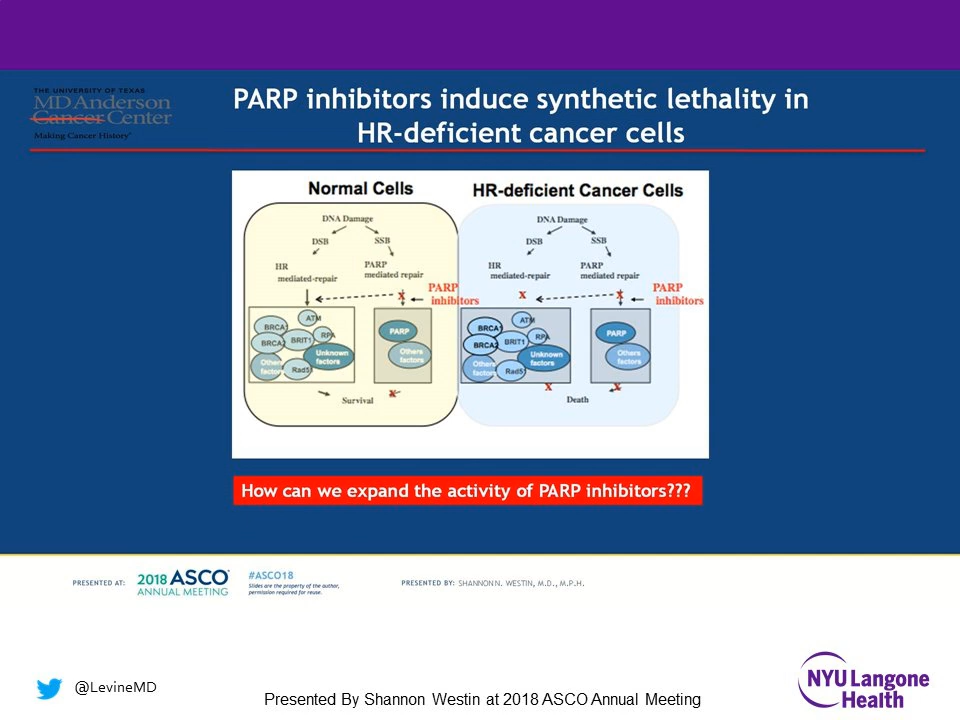 THE UNIVERSITY OF TEXAS
MD Anderson
Cancer Center
Making Cancer History®
PARP inhibitors induce synthetic lethality in
HR-deficient cancer cells
Normal Cells
DNA Damage
DSB
SSB
HR
mediated-repair
PARP
mediated repair
x
PARP
inhibitors
ATM
BRCA1
RPA
BRCA2
BRIT1
Unknown
factors
Others
factors
Rad51
PARP
Others
factors
Survival
x
HR-deficient Cancer Cells
DNA Damage
DSB
SSB
HR
mediated-repair
PARP
mediated repair
x
x
PARP
inhibitors
ATM
BRCA1
RPA
BRCA2
BRIT1
Unknown
factors
Others
factors
Rad51
PARP
Others
factors
x
x
Death
How can we expand the activity of PARP inhibitors???
PRESENTED AT:
2018 ASCO®
ANNUAL MEETING
#ASCO18
Slides are the property of the author,
permission required for reuse.
PRESENTED BY: SHANNON N. WESTIN, M.D., M.P.H.
@LevineMD
Presented By Shannon Westin at 2018 ASCO Annual Meeting
NYU Langone
Health